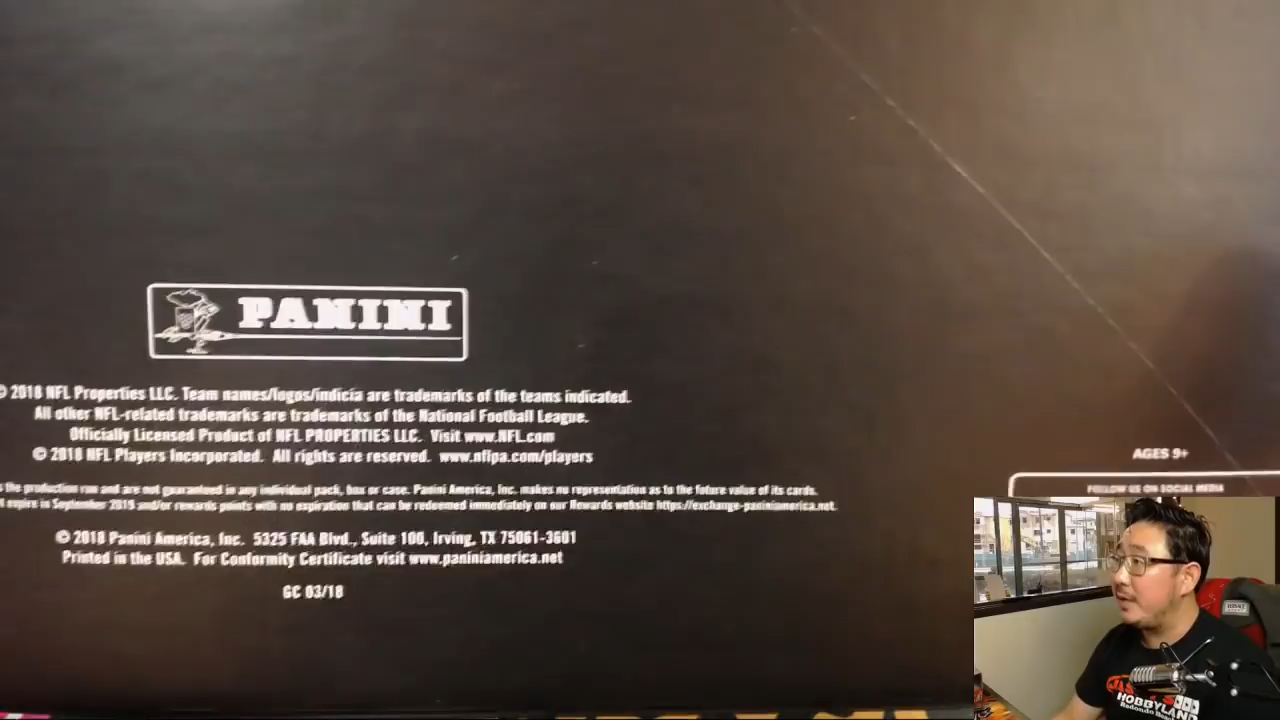 PANINI
© 2018 NFL Properties LLC. Team names/logos/indicia are trademarks of the teams indicated.
All other NFL-related trademarks are trademarks of the National Football League.
Officially Licensed Product of NFL PROPERTIES LLC. Visit www.NFL.com
© 2018 NFL Players Incorporated. All rights are reserved. www.nflpa.com/players
the production run and are not guaranteed in any individual pack, box or case. Panini America, Inc. makes no representation as to the future value of its cards.
expire in September 2019 and/or rewards points with no expiration that can be redeemed immediately on our Rewards website https://exchange-paniniamerica.net.
© 2018 Panini America, Inc. 5325 FAA Blvd., Suite 100, Irving, TX 75061-3601
Printed in the USA. For Conformity Certificate visit www.paniniamerica.net
GC 03/18
AGES 9+
FOLLOW US ON SOCIAL MEDIA
HOBBYLAND